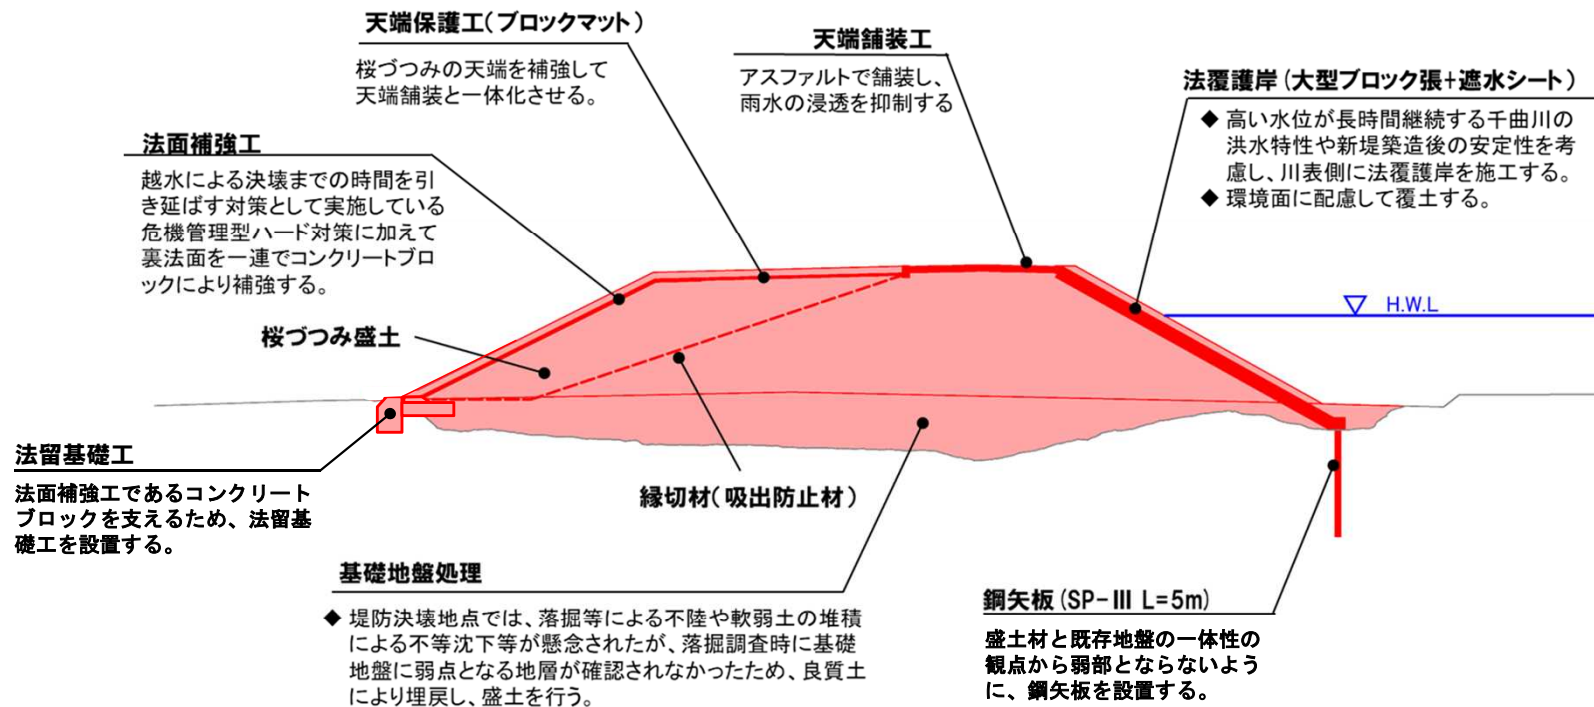 天端保護工(ブロックマット)
桜づつみの天端を補強して
天端舗装と一体化させる。
天端舗装工
アスファルトで舗装し、
雨水の浸透を抑制する
法覆護岸(大型ブロック張+遮水シート)
◆ 高い水位が長時間継続する千曲川の
洪水特性や新堤築造後の安定性を考
慮し、川表側に法覆護岸を施工する。
◆ 環境面に配慮して覆土する。
法面補強工
越水による決壊までの時間を引
き延ばす対策として実施している
危機管理型ハード対策に加えて
裏法面を一連でコンクリートブロ
ックにより補強する。
桜づつみ盛土
H.W.L
法留基礎工
法面補強工であるコンクリート
ブロックを支えるため、法留基
礎工を設置する。
縁切材(吸出防止材)
基礎地盤処理
◆ 堤防決壊地点では、落掘等による不陸や軟弱土の堆積
による不等沈下等が懸念されたが、落掘調査時に基礎
地盤に弱点となる地層が確認されなかったため、良質土
により埋戻し、盛土を行う。
鋼矢板(SP-Ⅲ L=5m)
盛土材と既存地盤の一体性の
観点から弱部とならないよう
に、鋼矢板を設置する。